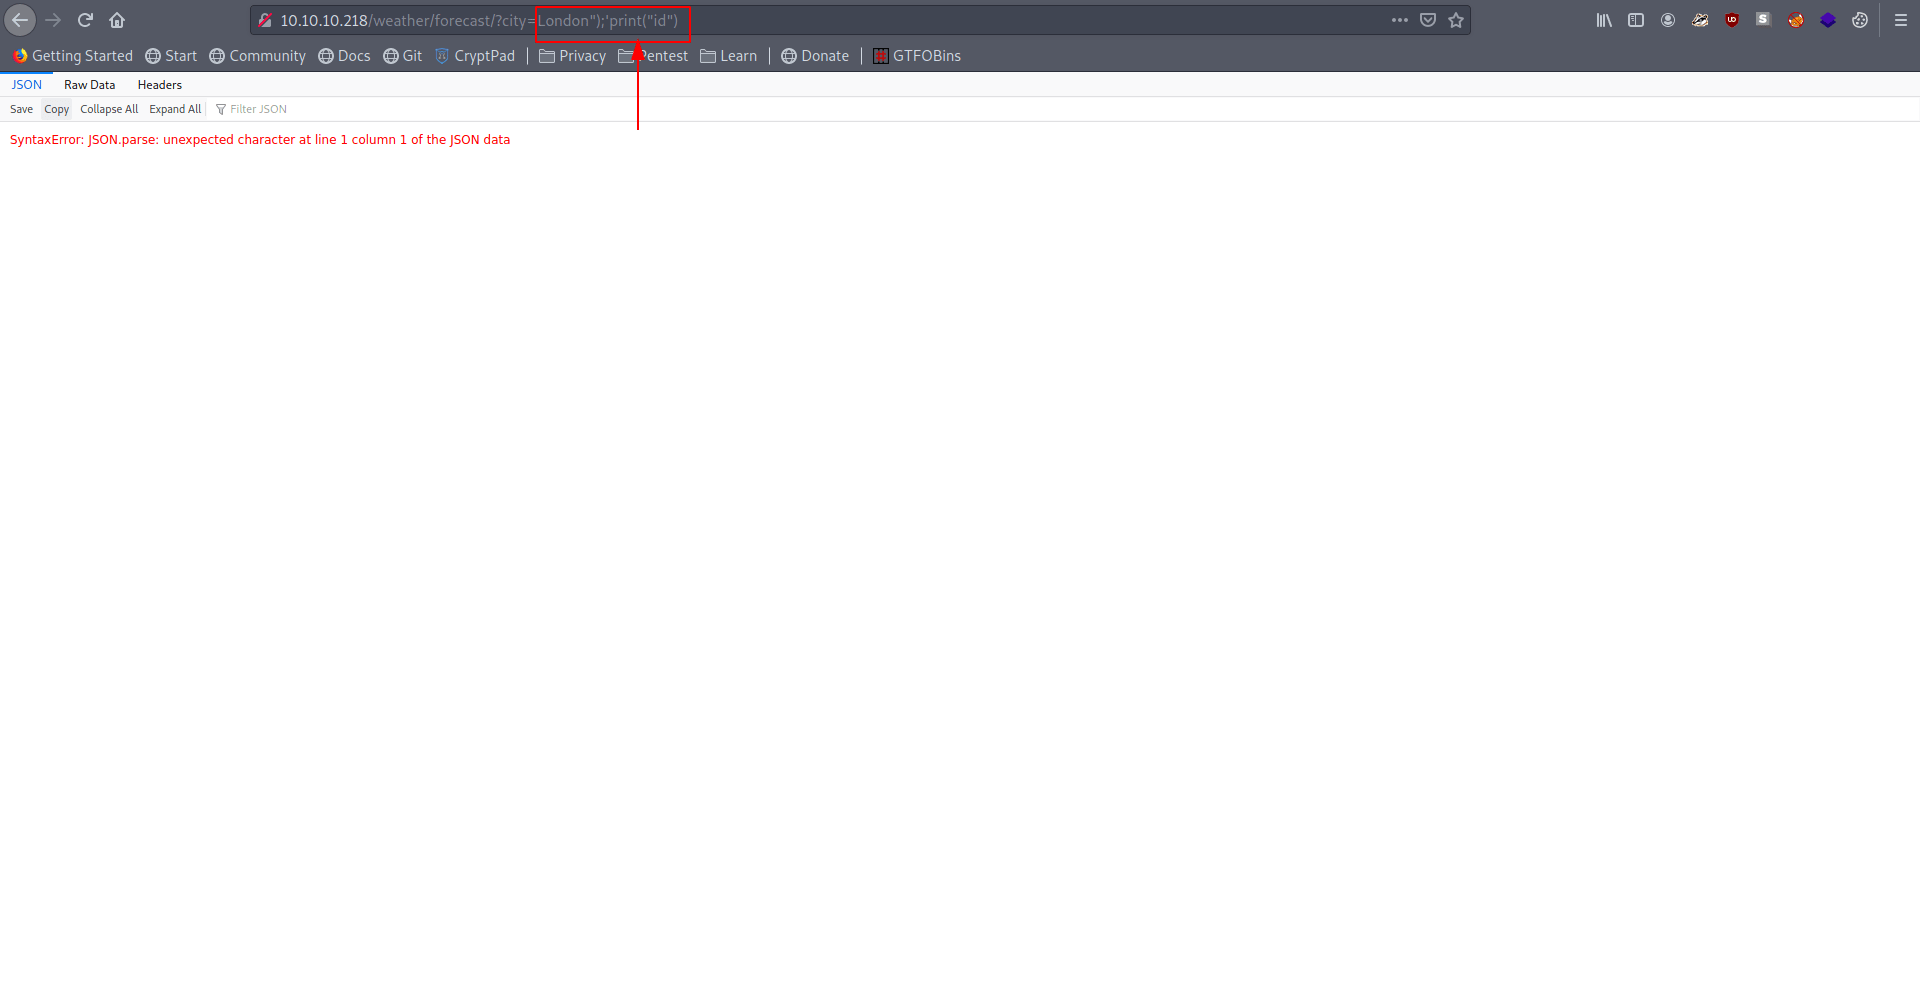 10.10.10.218/weather/forecast/?city=London");'print("id")
Getting Started Start Community Docs Git CryptPad Privacy Pentest Learn Donate GTFOBins
JSON Raw Data Headers
Save Copy Collapse All Expand All Filter JSON
SyntaxError: JSON.parse: unexpected character at line 1 column 1 of the JSON data